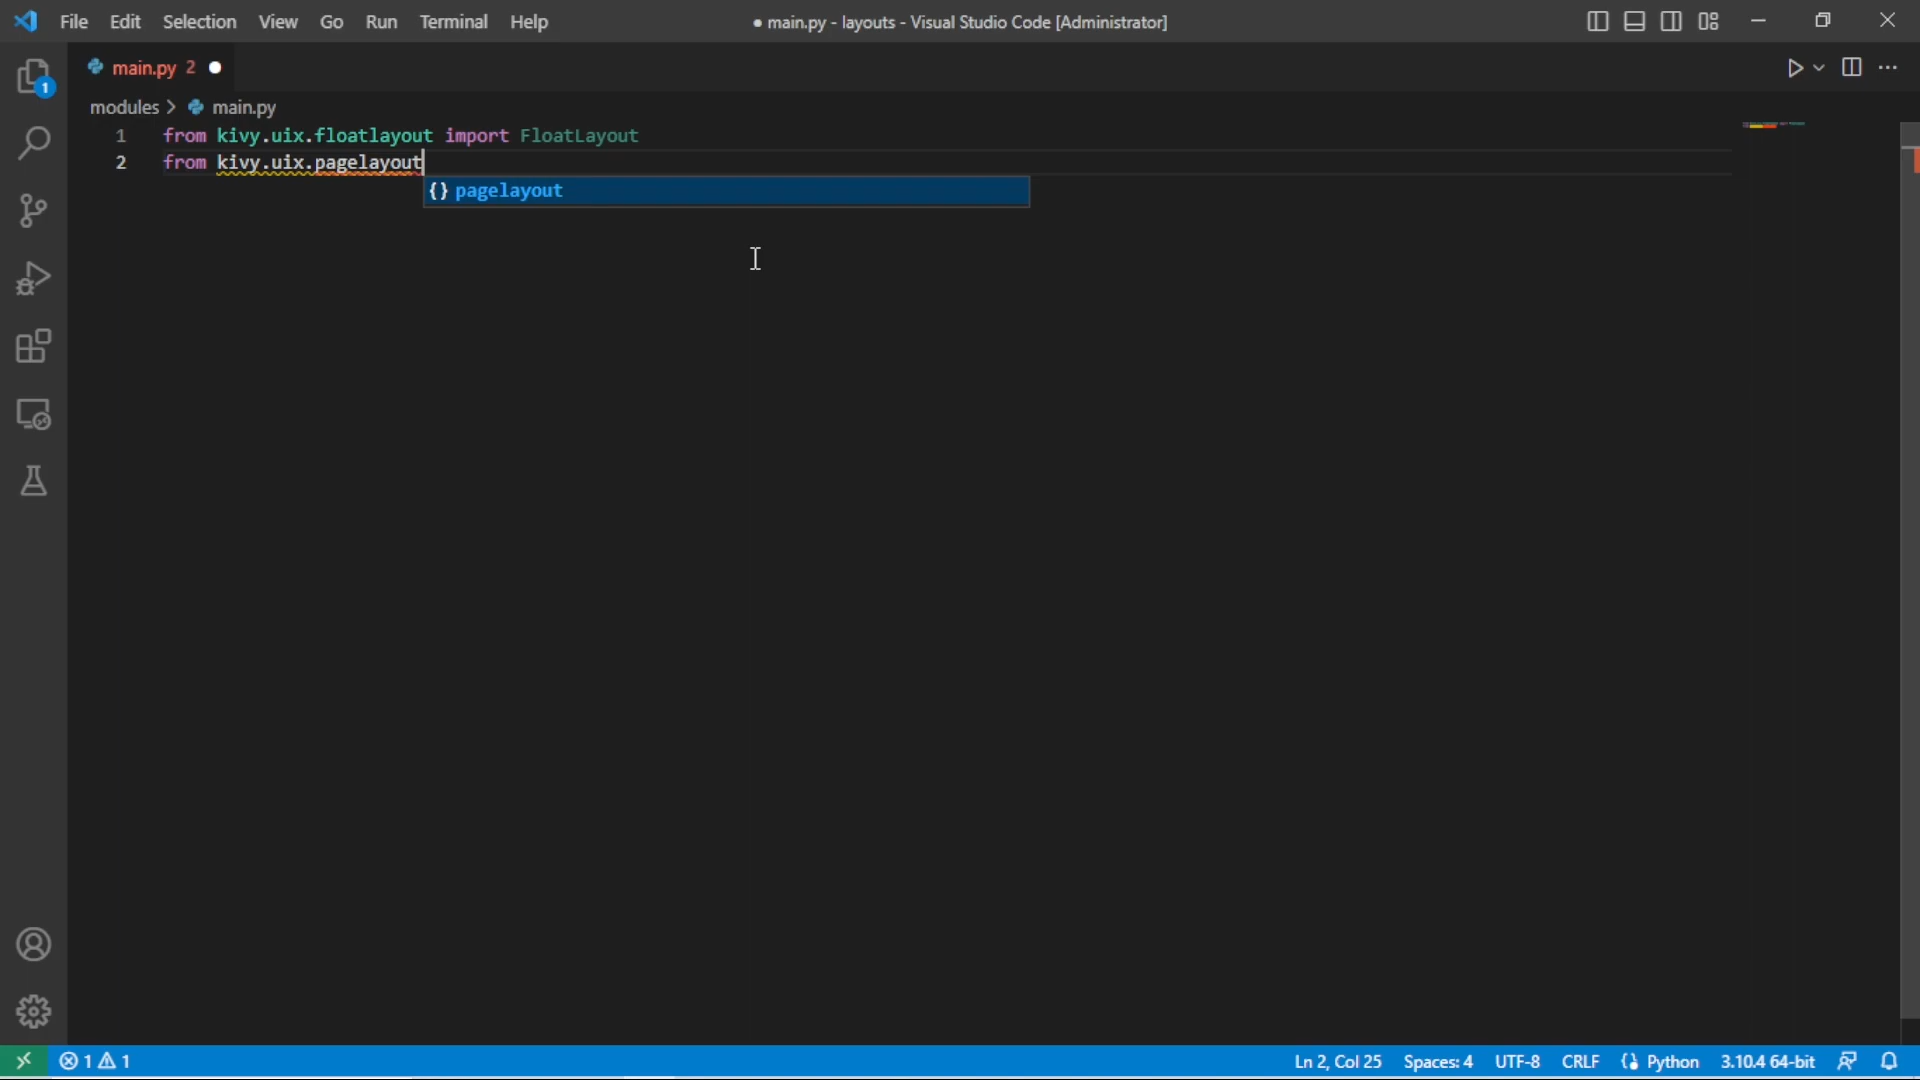 File Edit Selection View Go Run Terminal Help
● main.py - layouts - Visual Studio Code [Administrator]
1
main.py 2
modules > main.py
1 from kivy.uix.floatlayout import FloatLayout
2 from kivy.uix.pagelayout
{} pagelayout
1 1
Ln 2, Col 25 Spaces: 4 UTF-8 CRLF Python 3.10.4 64-bit